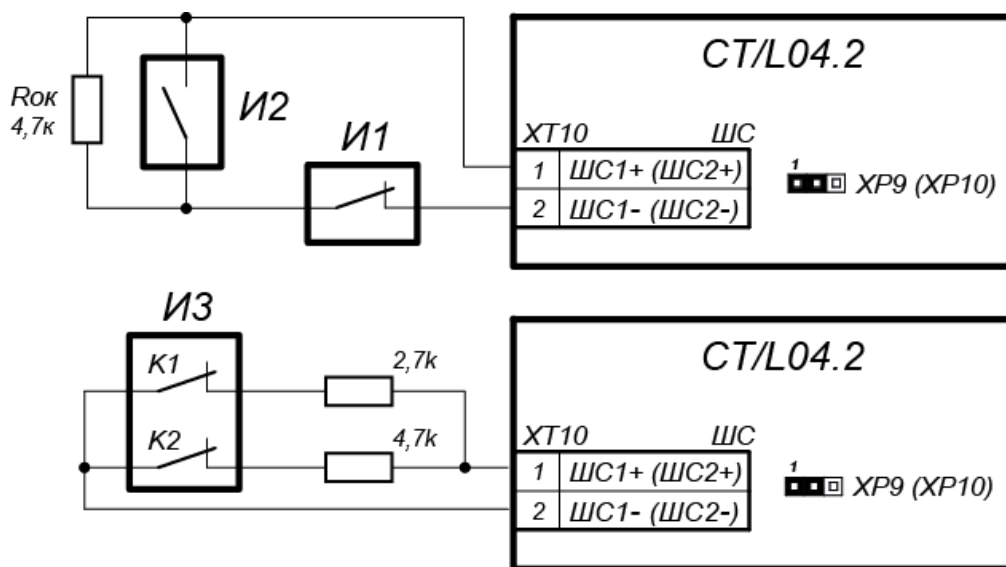 CT/L04.2
Rок
4,7к
И2
И1
XT10 ШС
1 ШС1+ (ШС2+)
2 ШС1- (ШС2-)
1
XP9 (XP10)
И3
K1
2,7k
K2
4,7k
CT/L04.2
XT10 ШС
1 ШС1+ (ШС2+)
2 ШС1- (ШС2-)
1
XP9 (XP10)